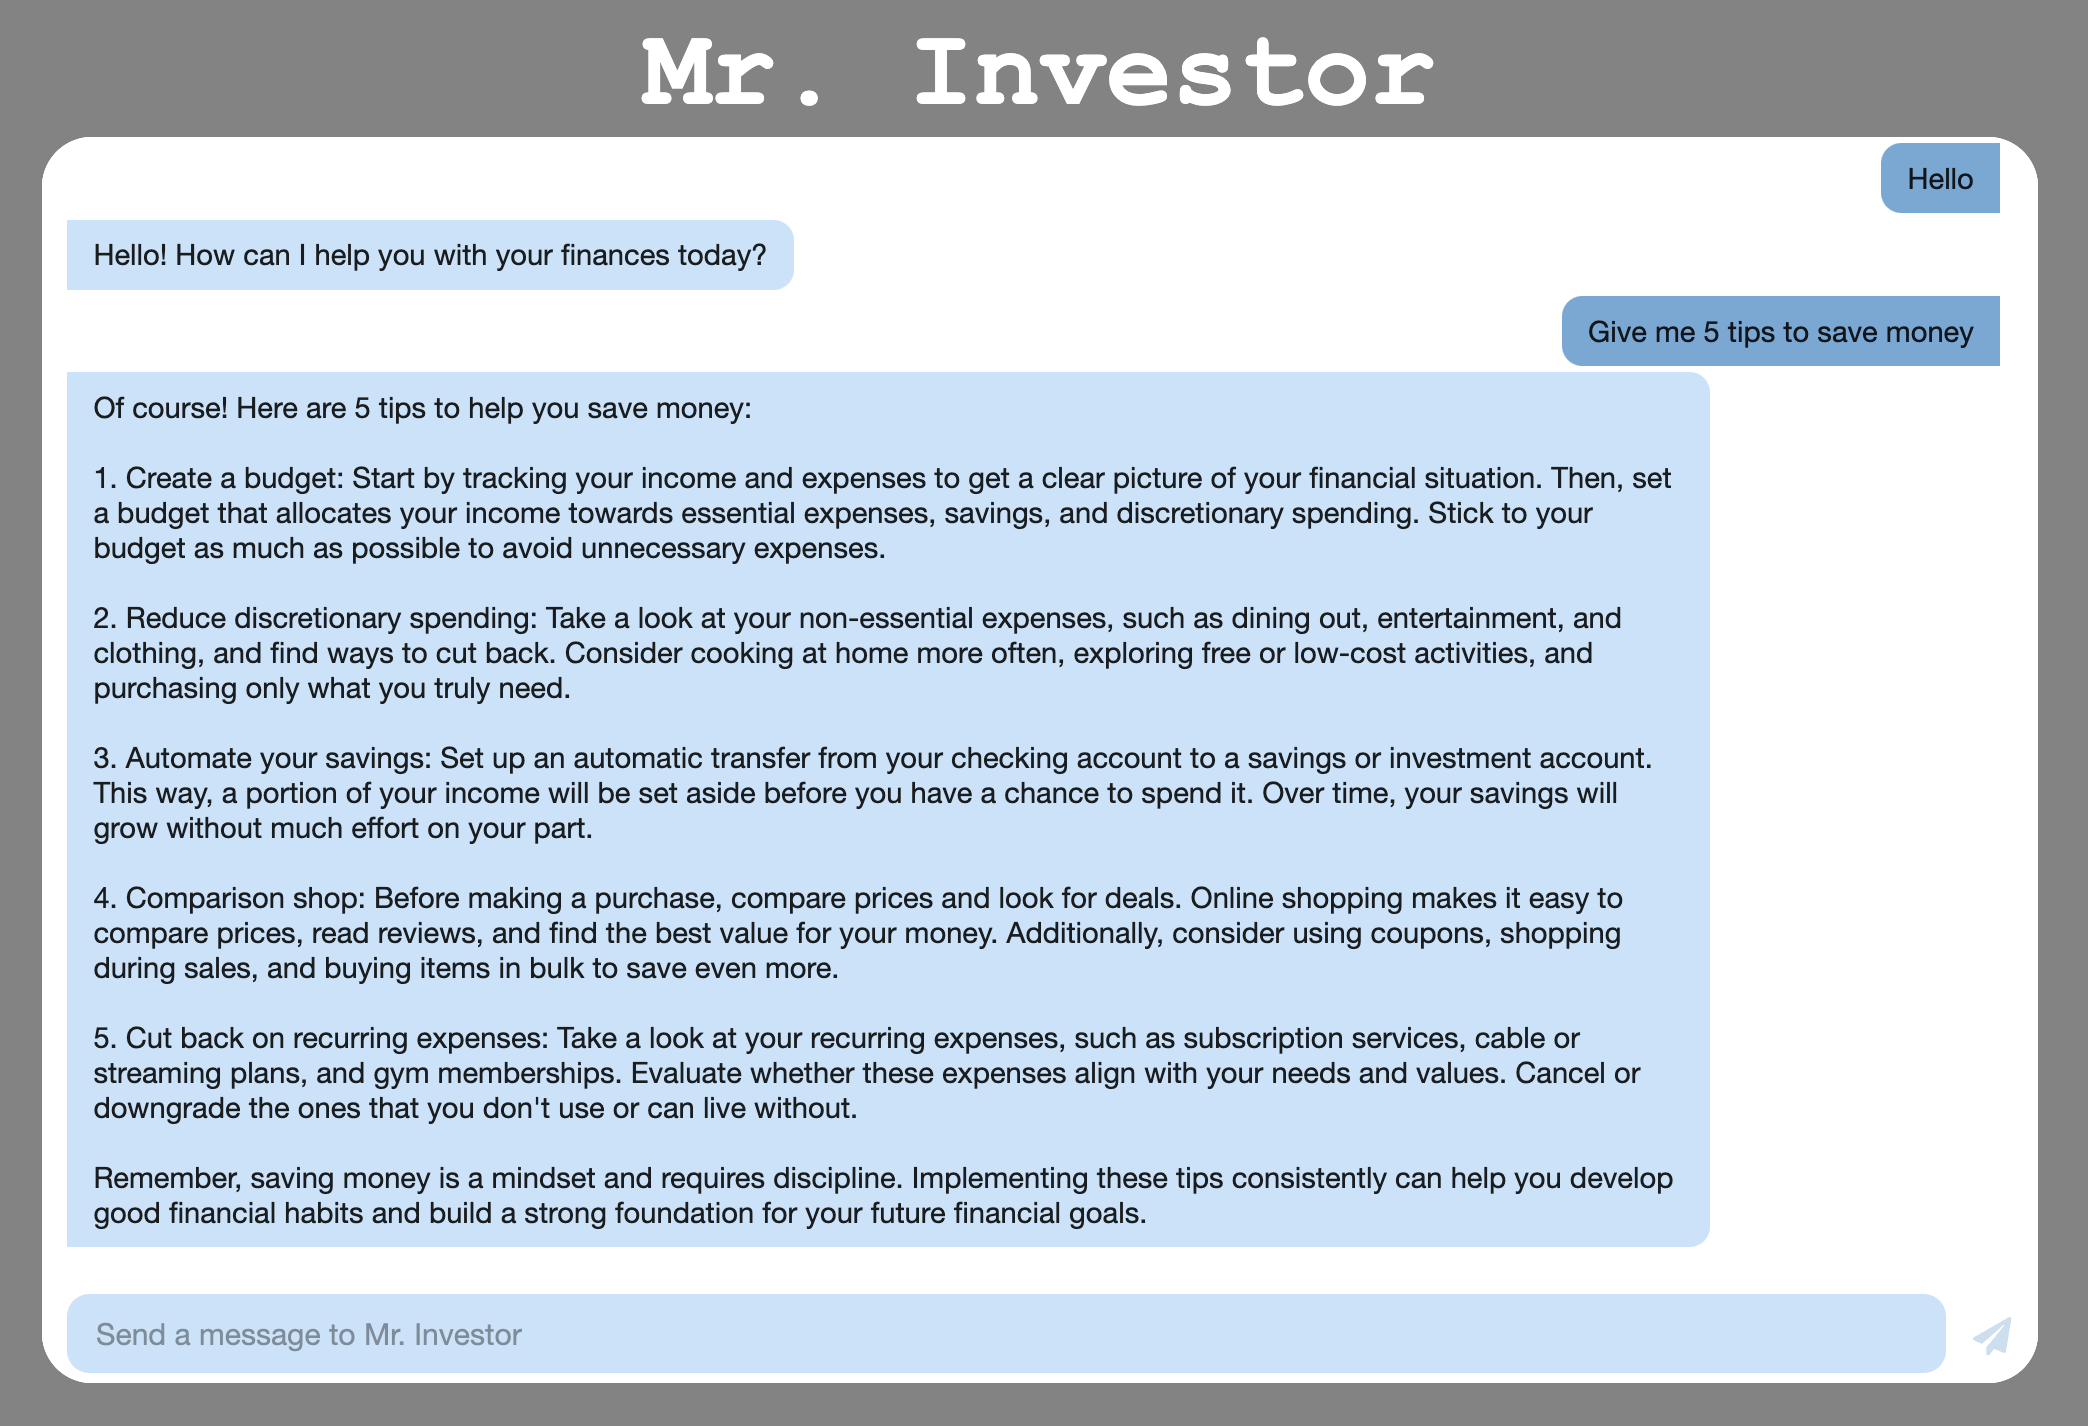 Mr. Investor
Hello
Hello! How can I help you with your finances today?
Give me 5 tips to save money
Of course! Here are 5 tips to help you save money:
1. Create a budget: Start by tracking your income and expenses to get a clear picture of your financial situation. Then, set
a budget that allocates your income towards essential expenses, savings, and discretionary spending. Stick to your
budget as much as possible to avoid unnecessary expenses.
2. Reduce discretionary spending: Take a look at your non-essential expenses, such as dining out, entertainment, and
clothing, and find ways to cut back. Consider cooking at home more often, exploring free or low-cost activities, and
purchasing only what you truly need.
3. Automate your savings: Set up an automatic transfer from your checking account to a savings or investment account.
This way, a portion of your income will be set aside before you have a chance to spend it. Over time, your savings will
grow without much effort on your part.
4. Comparison shop: Before making a purchase, compare prices and look for deals. Online shopping makes it easy to
compare prices, read reviews, and find the best value for your money. Additionally, consider using coupons, shopping
during sales, and buying items in bulk to save even more.
5. Cut back on recurring expenses: Take a look at your recurring expenses, such as subscription services, cable or
streaming plans, and gym memberships. Evaluate whether these expenses align with your needs and values. Cancel or
downgrade the ones that you don't use or can live without.
Remember, saving money is a mindset and requires discipline. Implementing these tips consistently can help you develop
good financial habits and build a strong foundation for your future financial goals.
Send a message to Mr. Investor